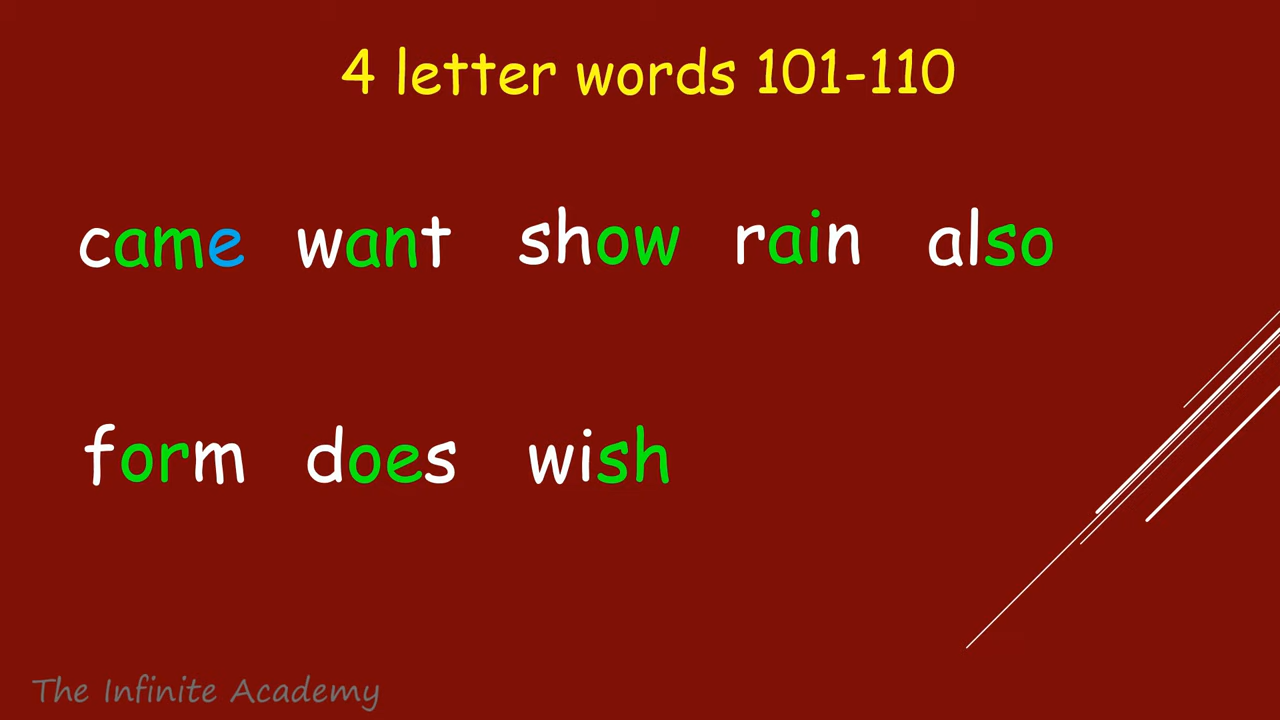 4 letter words 101-110
came want show rain also
form does wish
The Infinite Academy